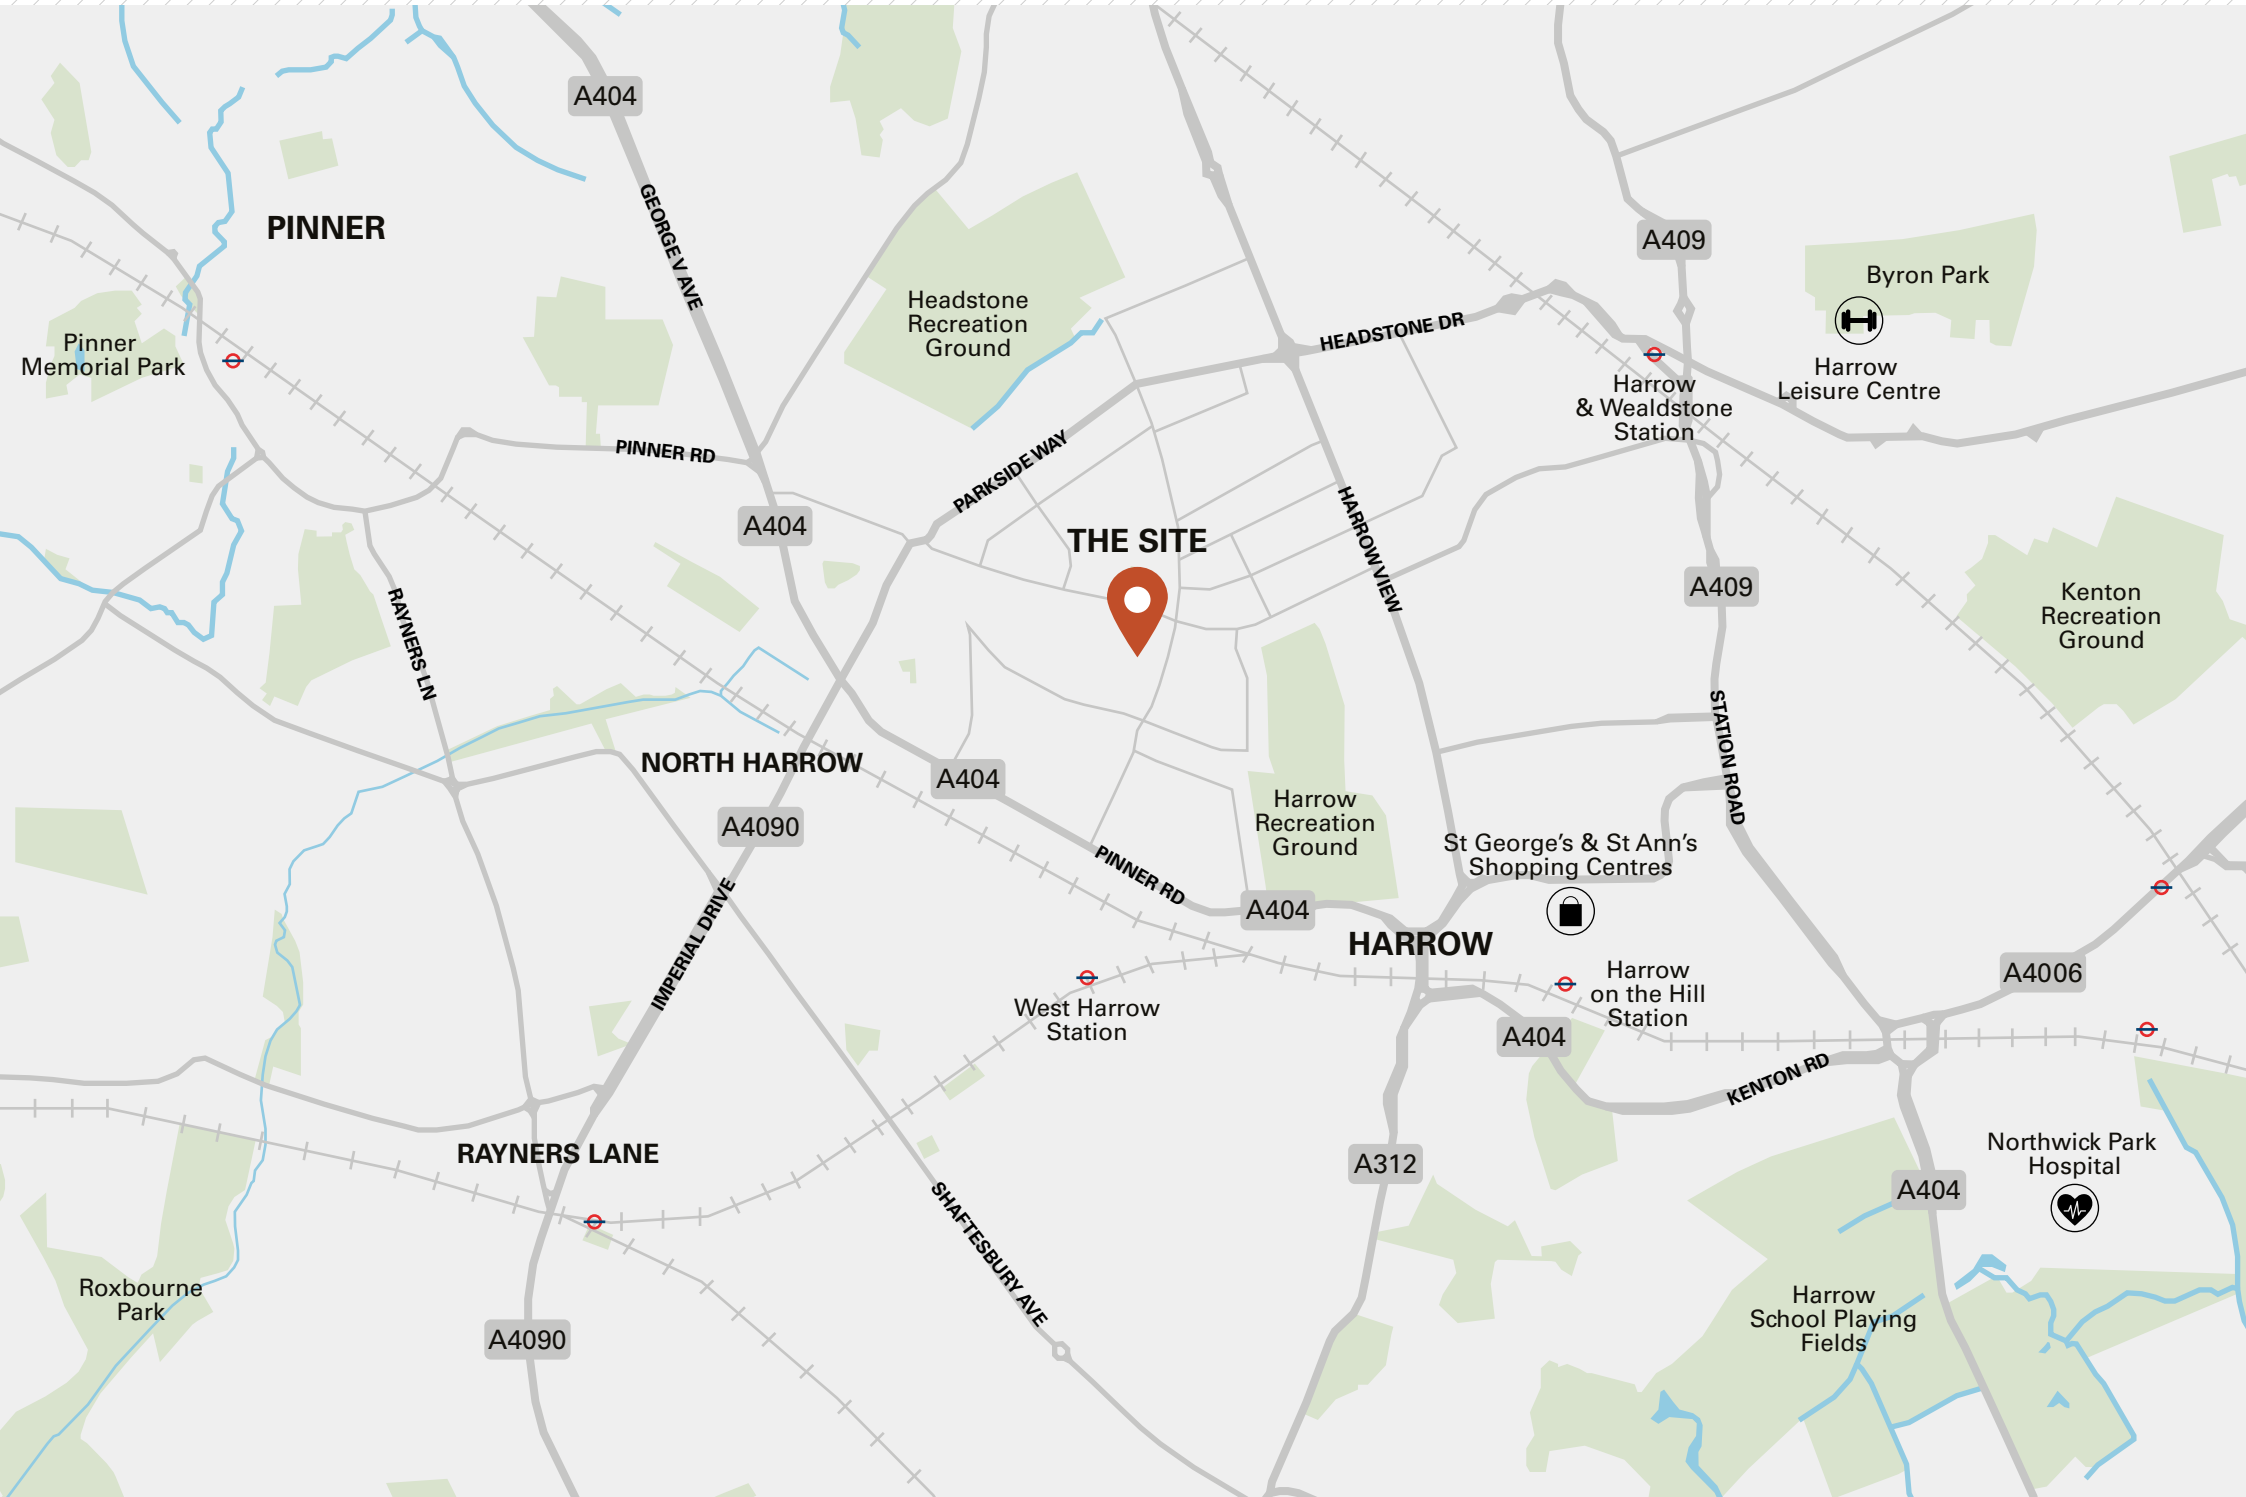 A404
PINNER
GEORGE V AVE
A409
Byron Park
Headstone
Recreation
Ground
HEADSTONE DR
Pinner
Memorial Park
Harrow
Leisure Centre
Harrow
& Wealdstone
Station
PINNER RD
PARKSIDE WAY
A404
THE SITE
HARROW VIEW
A409
Kenton
Recreation
Ground
RAYNERS LN
STATION ROAD
NORTH HARROW
A404
A4090
Harrow
Recreation
Ground
St George's & St Ann's
Shopping Centres
PINNER RD
A404
HARROW
IMPERIAL DRIVE
A4006
West Harrow
Station
Harrow
on the Hill
Station
A404
KENTON RD
RAYNERS LANE
A312
Northwick Park
Hospital
A404
SHAFTESBURY AVE
Roxbourne
Park
Harrow
School Playing
Fields
A4090